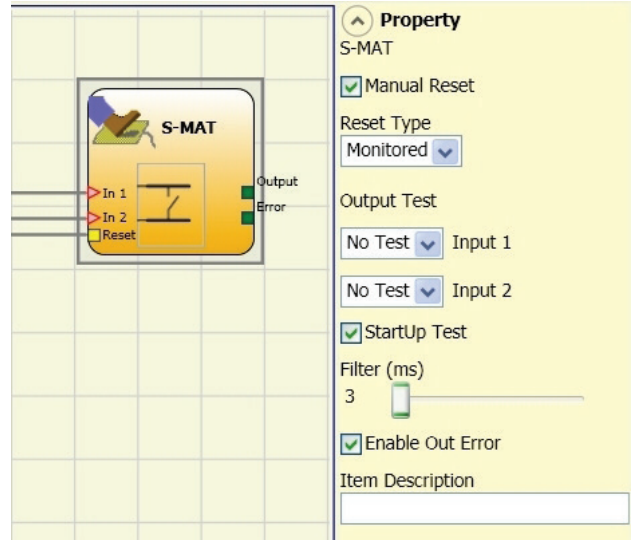 S-MAT
In 1
In 2
Reset
Output
Error
Property
S-MAT
Manual Reset
Reset Type
Monitored
Output Test
No Test Input 1
No Test Input 2
StartUp Test
Filter (ms)
3
Enable Out Error
Item Description